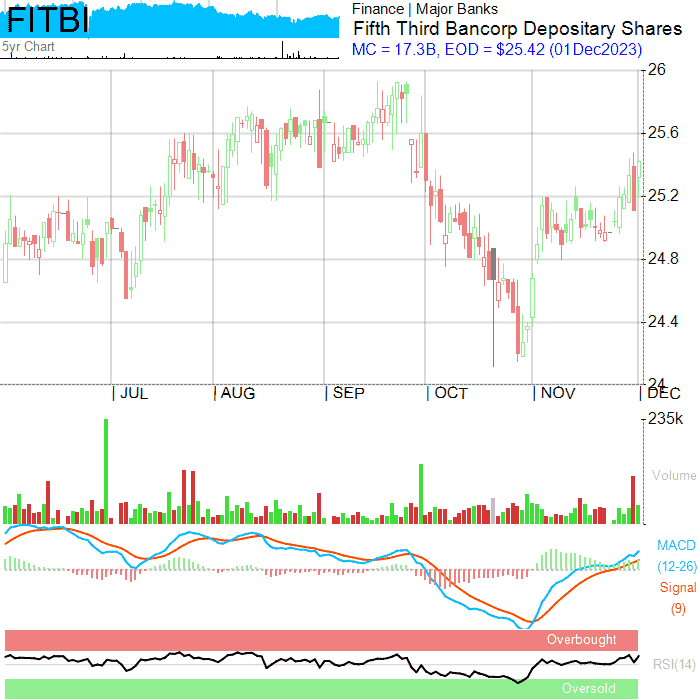 FITBI
5yr Chart
Finance | Major Banks
Fifth Third Bancorp Depositary Shares
MC = 17.3B, EOD = $25.42 (01Dec2023)
26
25.6
25.2
24.8
24.4
24
JUL AUG SEP OCT NOV DEC
235k
Volume
MACD
(12-26)
Signal
(9)
Overbought
RSI(14)
Oversold